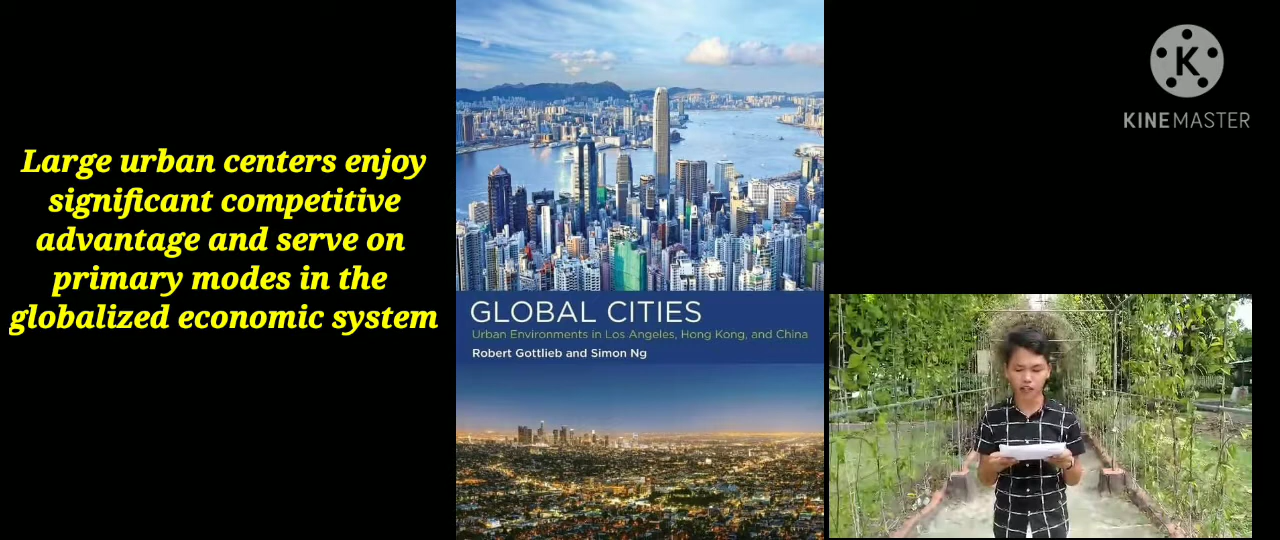 Large urban centers enjoy
significant competitive
advantage and serve on
primary modes in the
globalized economic system
GLOBAL CITIES
Urban Environments in Los Angeles, Hong Kong, and China
Robert Gottlieb and Simon Ng
K
KINEMASTER